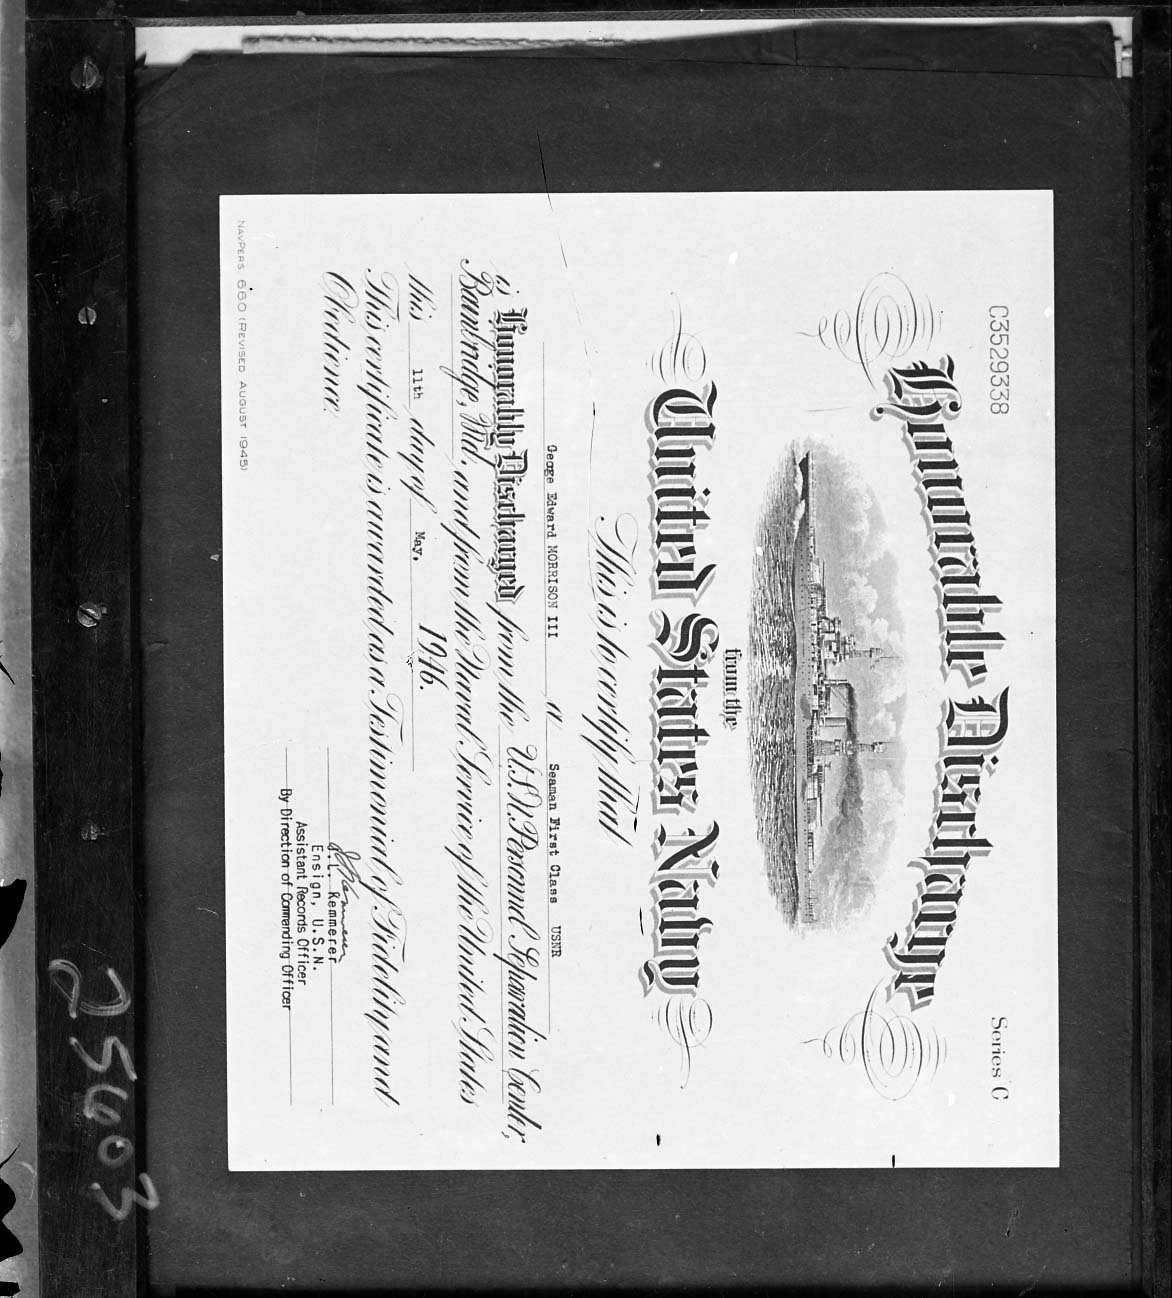 C3529338
Series C
Honorable Discharge
from the
United States Navy
This is to certify that
Geoge Edward MORRISON III a Seaman First Class USNR
is Honorably Discharged from the U.S.N. Personnel Separation Center,
Bainbridge, Md. and from the Naval Service of the United States
this 11th day of May, 1946.
This certificate is awarded as a Testimonial of Fidelity and
Obedience.
J. L. Remmerer
Ensign, U.S.N.
Assistant Records Officer
By Direction of Commanding Officer
NAVPERS 660 (REVISED AUGUST 1945)
25603